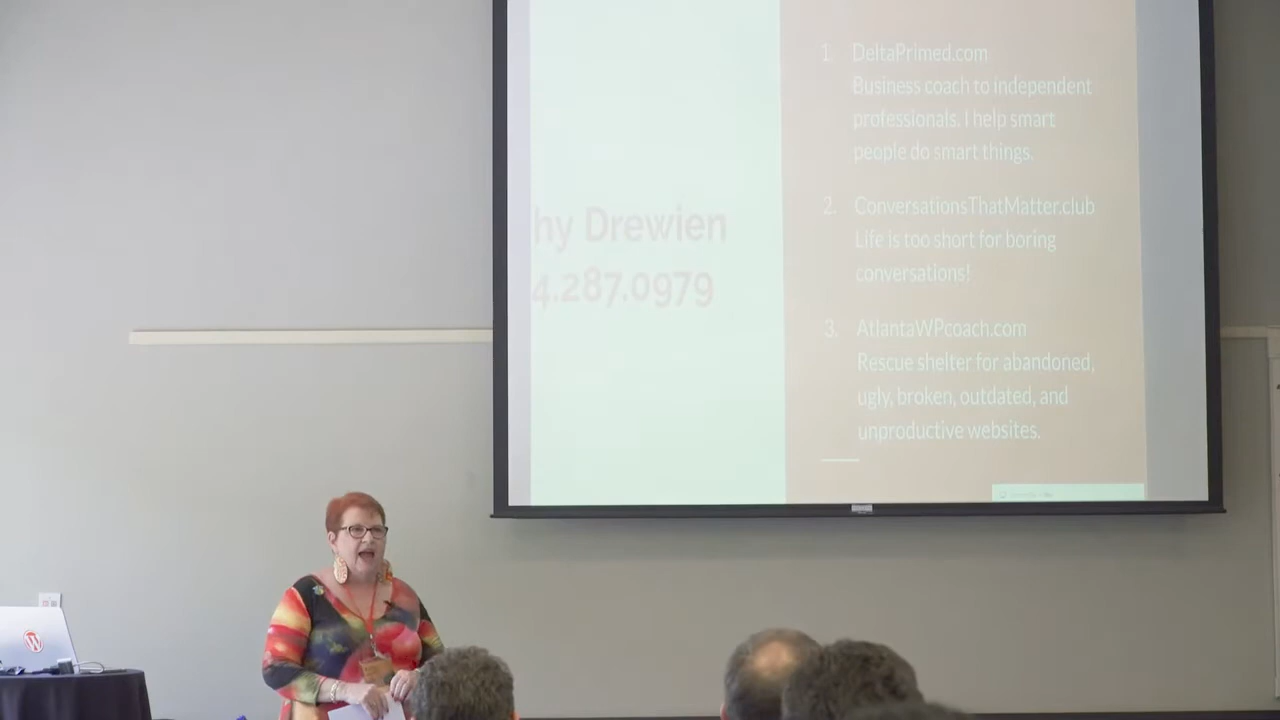 hy Drewien
4.287.0979
1. DeltaPrimed.com
Business coach to independent
professionals. I help smart
people do smart things.
2. ConversationsThatMatter.club
Life is too short for boring
conversations!
3. AtlantaWPcoach.com
Rescue shelter for abandoned,
ugly, broken, outdated, and
unproductive websites.